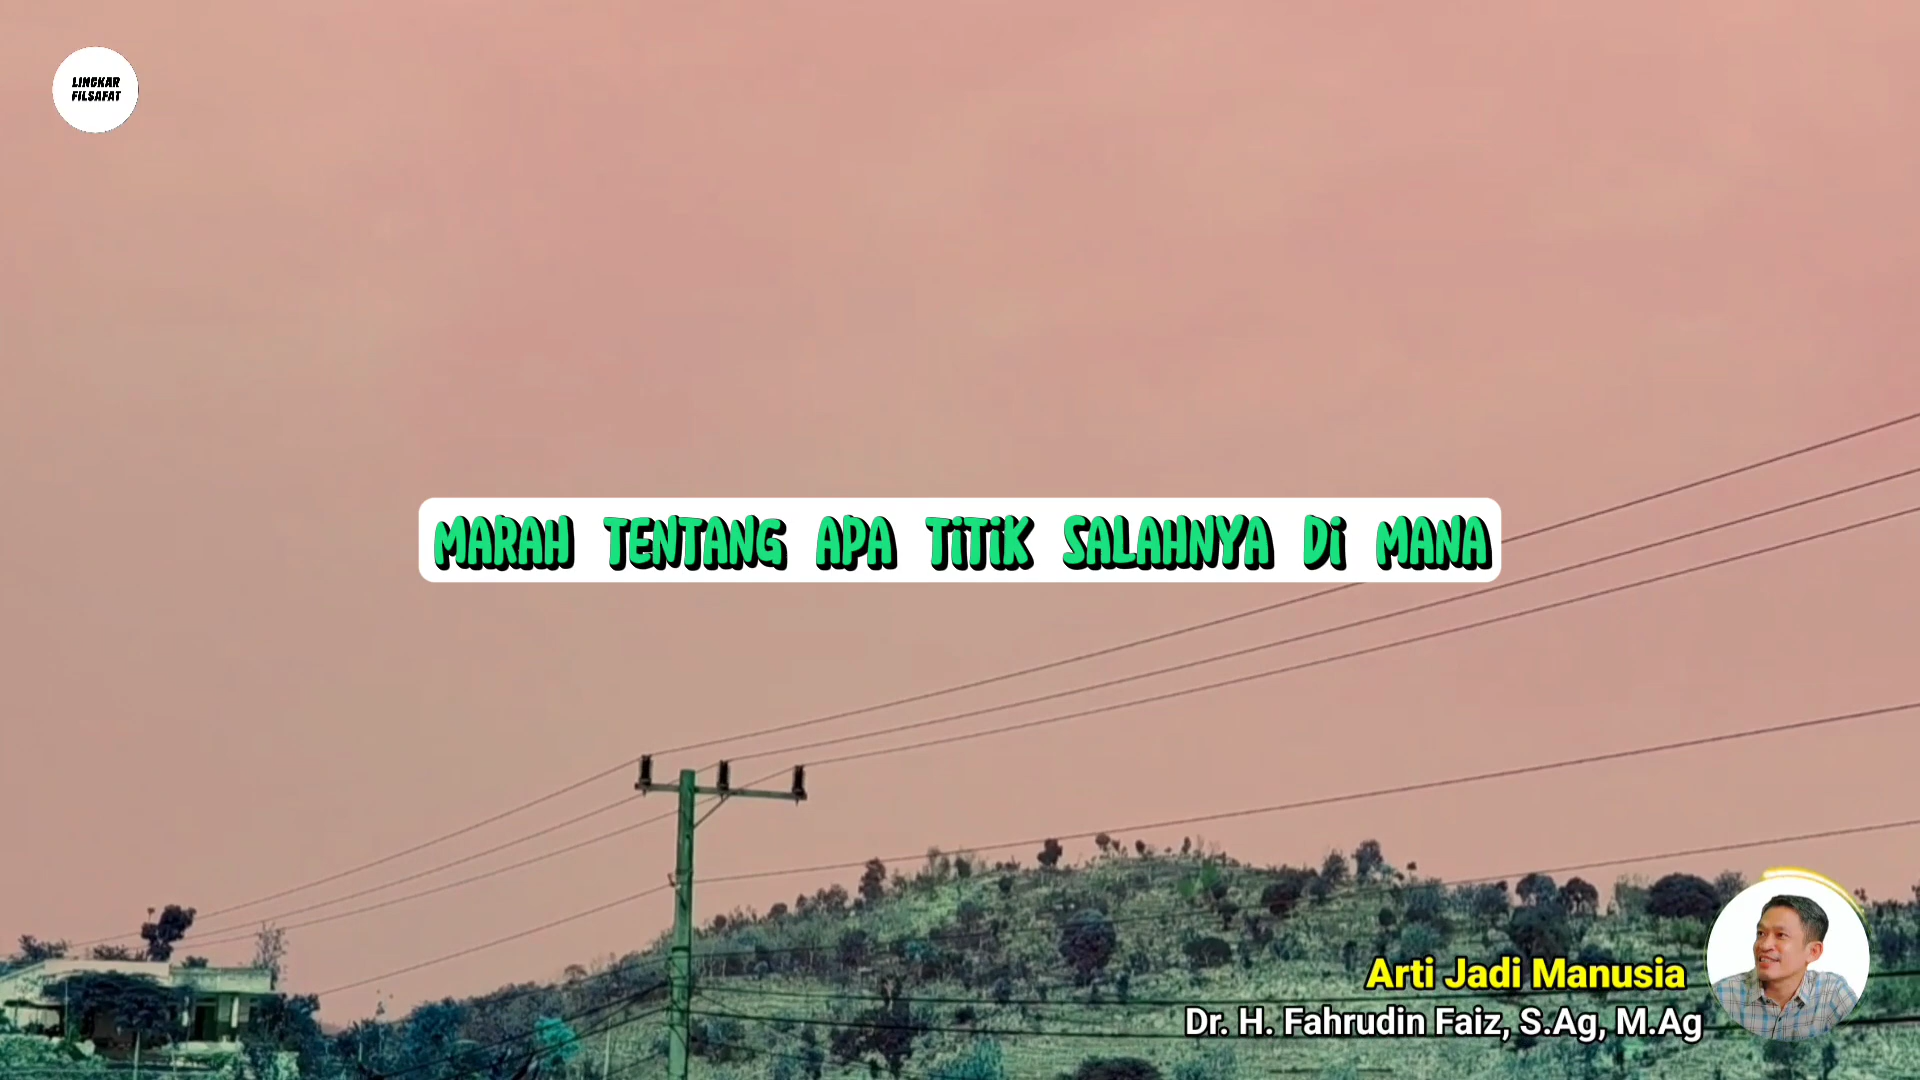 LINGKAR
FILSAFAT
MARAH TENTANG APA TiTiK SALAHNYA Di MANA
Arti Jadi Manusia
Dr. H. Fahrudin Faiz, S.Ag, M.Ag